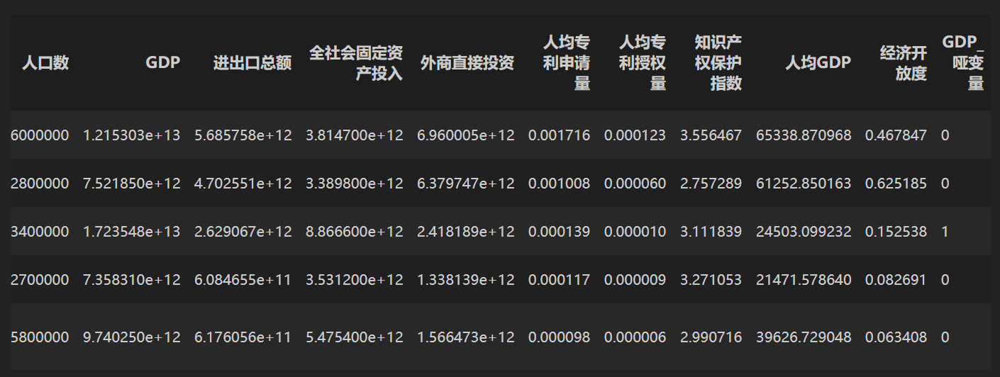 人口数 GDP 进出口总额 全社会固定资产投入 外商直接投资 人均专利申请量 人均专利授权量 知识产权保护指数 人均GDP 经济开放度 GDP_哑变量
6000000 1.215303e+13 5.685758e+12 3.814700e+12 6.960005e+12 0.001716 0.000123 3.556467 65338.870968 0.467847 0
2800000 7.521850e+12 4.702551e+12 3.389800e+12 6.379747e+12 0.001008 0.000060 2.757289 61252.850163 0.625185 0
3400000 1.723548e+13 2.629067e+12 8.866600e+12 2.418189e+12 0.000139 0.000010 3.111839 24503.099232 0.152538 1
2700000 7.358310e+12 6.084655e+11 3.531200e+12 1.338139e+12 0.000117 0.000009 3.271053 21471.578640 0.082691 0
5800000 9.740250e+12 6.176056e+11 5.475400e+12 1.566473e+12 0.000098 0.000006 2.990716 39626.729048 0.063408 0